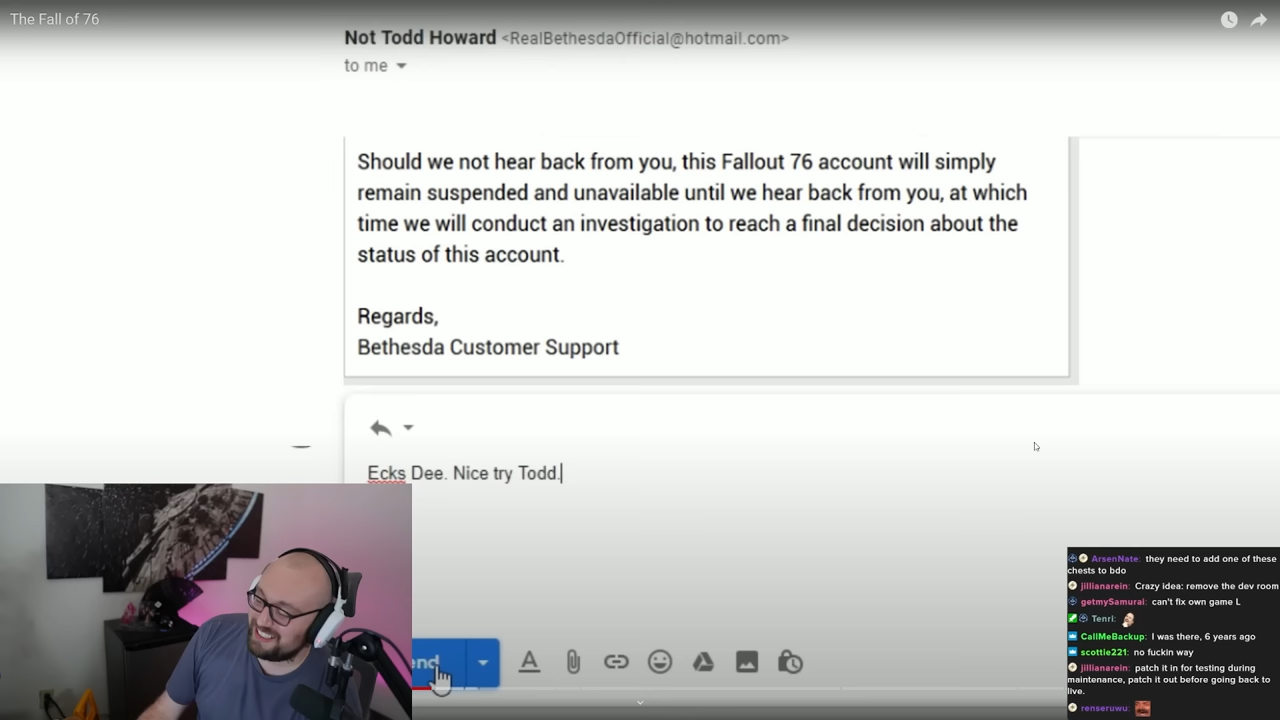 The Fall of 76
Not Todd Howard <RealBethesdaOfficial@hotmail.com>
to me
Should we not hear back from you, this Fallout 76 account will simply
remain suspended and unavailable until we hear back from you, at which
time we will conduct an investigation to reach a final decision about the
status of this account.
Regards,
Bethesda Customer Support
Ecks Dee. Nice try Todd.
end
ArsenNate: they need to add one of these
chests to bdo
jillianarein: Crazy idea: remove the dev room
getmySamurai: can't fix own game L
Tenri:
CallMeBackup: I was there, 6 years ago
scottie221: no fuckin way
jillianarein: patch it in for testing during
maintenance, patch it out before going back to
live.
renseruwu: